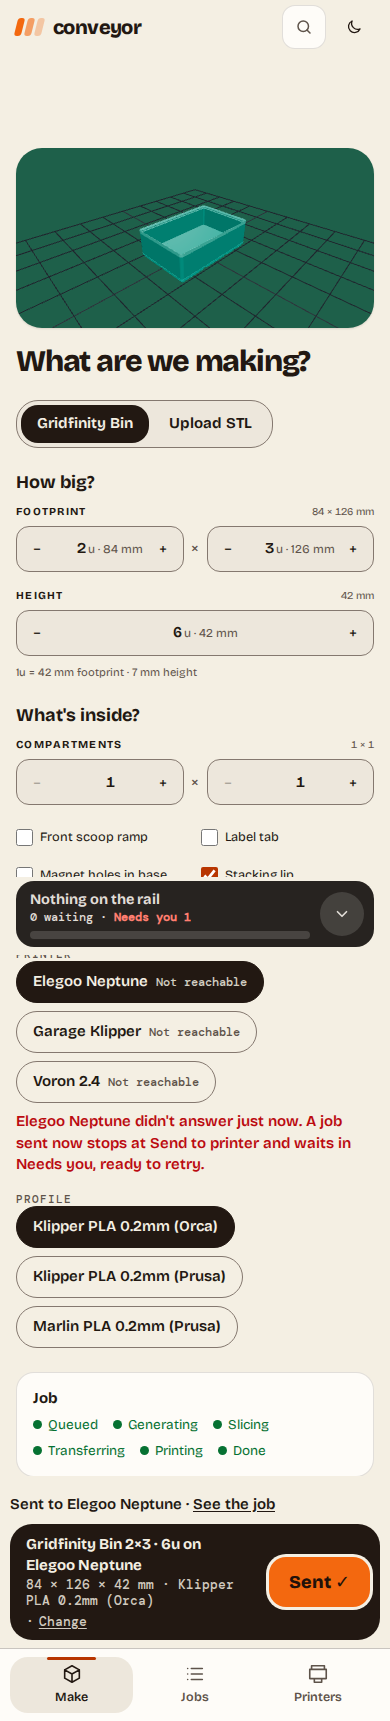 conveyor
What are we making?
Gridfinity Bin Upload STL
How big?
FOOTPRINT 84 × 126 mm
− 2 u · 84 mm + × − 3 u · 126 mm +
HEIGHT 42 mm
− 6 u · 42 mm +
1u = 42 mm footprint · 7 mm height
What's inside?
COMPARTMENTS 1 × 1
− 1 + × − 1 +
Front scoop ramp Label tab
Magnet holes in base Stacking lip
Nothing on the rail
0 waiting · Needs you 1
PRINTER
Elegoo Neptune Not reachable
Garage Klipper Not reachable
Voron 2.4 Not reachable
Elegoo Neptune didn't answer just now. A job
sent now stops at Send to printer and waits in
Needs you, ready to retry.
PROFILE
Klipper PLA 0.2mm (Orca)
Klipper PLA 0.2mm (Prusa)
Marlin PLA 0.2mm (Prusa)
Job
Queued Generating Slicing
Transferring Printing Done
Sent to Elegoo Neptune · See the job
Gridfinity Bin 2×3 · 6u on
Elegoo Neptune
84 × 126 × 42 mm · Klipper
PLA 0.2mm (Orca)
· Change
Sent ✓
Make Jobs Printers